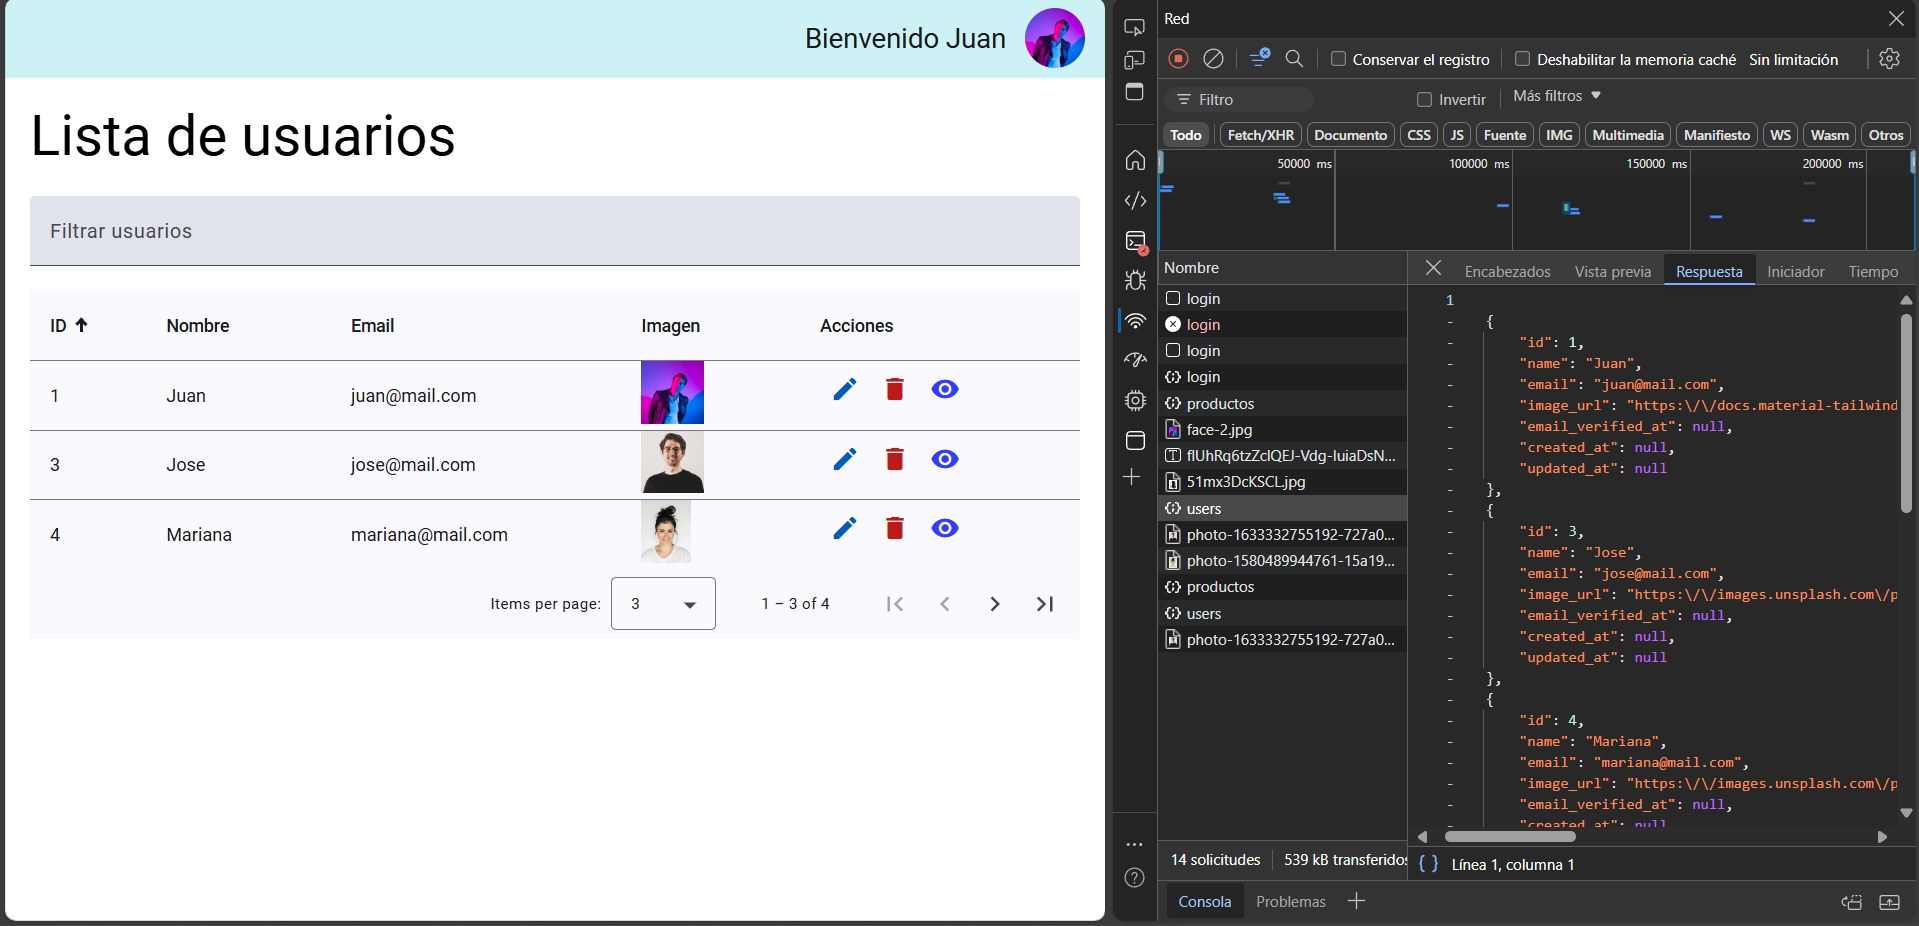 Bienvenido Juan
Lista de usuarios
Filtrar usuarios
ID Nombre Email Imagen Acciones
1 Juan juan@mail.com
3 Jose jose@mail.com
4 Mariana mariana@mail.com
Items per page: 3 1 – 3 of 4
Red
Conservar el registro Deshabilitar la memoria caché Sin limitación
Filtro Invertir Más filtros
Todo Fetch/XHR Documento CSS JS Fuente IMG Multimedia Manifiesto WS Wasm Otros
50000 ms 100000 ms 150000 ms 200000 ms
Nombre
login
login
login
login
productos
face-2.jpg
flUhRq6tzZclQEJ-Vdg-IuiaDsN...
51mx3DcKSCL.jpg
users
photo-1633332755192-727a0...
photo-1580489944761-15a19...
productos
users
photo-1633332755192-727a0...
14 solicitudes 539 kB transferidos
Encabezados Vista previa Respuesta Iniciador Tiempo
1
{
"id": 1,
"name": "Juan",
"email": "juan@mail.com",
"image_url": "https:\/\/docs.material-tailwind
"email_verified_at": null,
"created_at": null,
"updated_at": null
},
{
"id": 3,
"name": "Jose",
"email": "jose@mail.com",
"image_url": "https:\/\/images.unsplash.com\/p
"email_verified_at": null,
"created_at": null,
"updated_at": null
},
{
"id": 4,
"name": "Mariana",
"email": "mariana@mail.com",
"image_url": "https:\/\/images.unsplash.com\/p
"email_verified_at": null,
"created_at": null
{ } Línea 1, columna 1
Consola Problemas